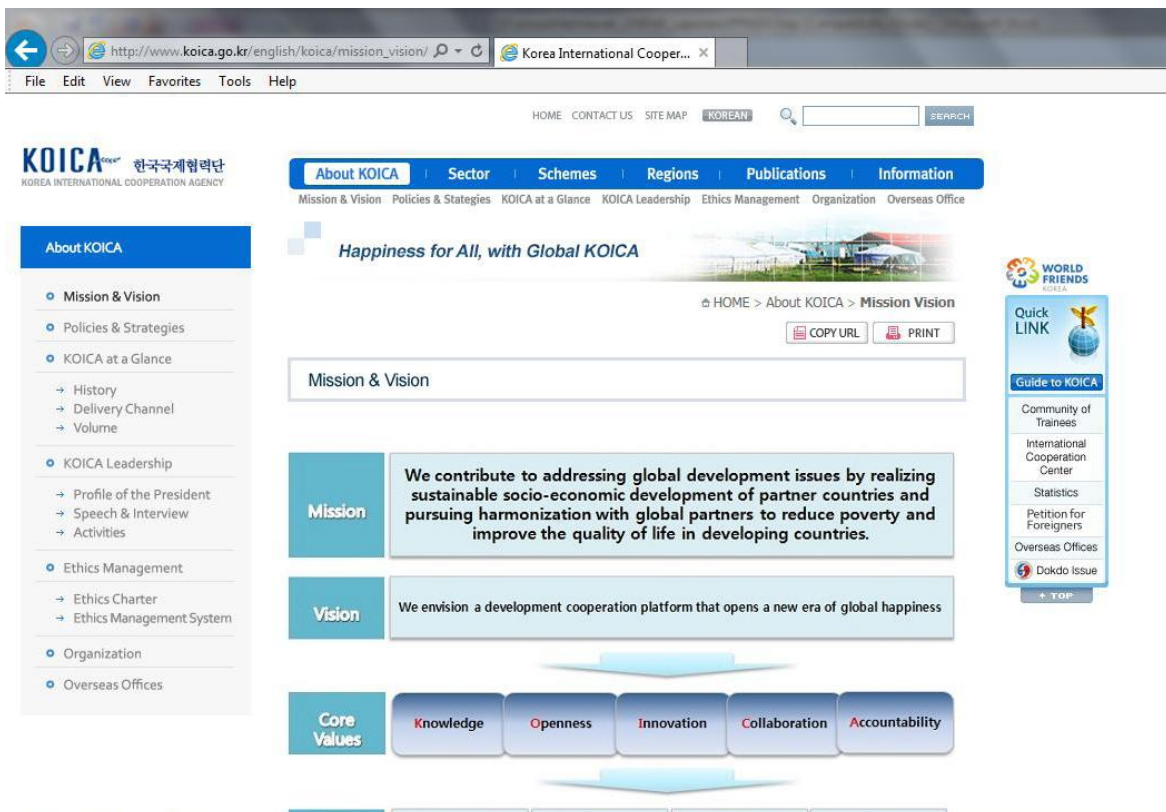 http://www.koica.go.kr/english/koica/mission_vision/
Korea International Cooper...
File Edit View Favorites Tools Help
HOME CONTACT US SITE MAP KOREAN SEARCH
KOICA 한국국제협력단
KOREA INTERNATIONAL COOPERATION AGENCY
About KOICA Sector Schemes Regions Publications Information
Mission & Vision Policies & Stategies KOICA at a Glance KOICA Leadership Ethics Management Organization Overseas Office
About KOICA
Mission & Vision
Policies & Strategies
KOICA at a Glance
History
Delivery Channel
Volume
KOICA Leadership
Profile of the President
Speech & Interview
Activities
Ethics Management
Ethics Charter
Ethics Management System
Organization
Overseas Offices
Happiness for All, with Global KOICA
HOME > About KOICA > Mission Vision
COPY URL PRINT
Mission & Vision
Mission
We contribute to addressing global development issues by realizing
sustainable socio-economic development of partner countries and
pursuing harmonization with global partners to reduce poverty and
improve the quality of life in developing countries.
Vision
We envision a development cooperation platform that opens a new era of global happiness
Core
Values
Knowledge Openness Innovation Collaboration Accountability
WORLD
FRIENDS
KOREA
Quick
LINK
Guide to KOICA
Community of
Trainees
International
Cooperation
Center
Statistics
Petition for
Foreigners
Overseas Offices
Dokdo Issue
TOP